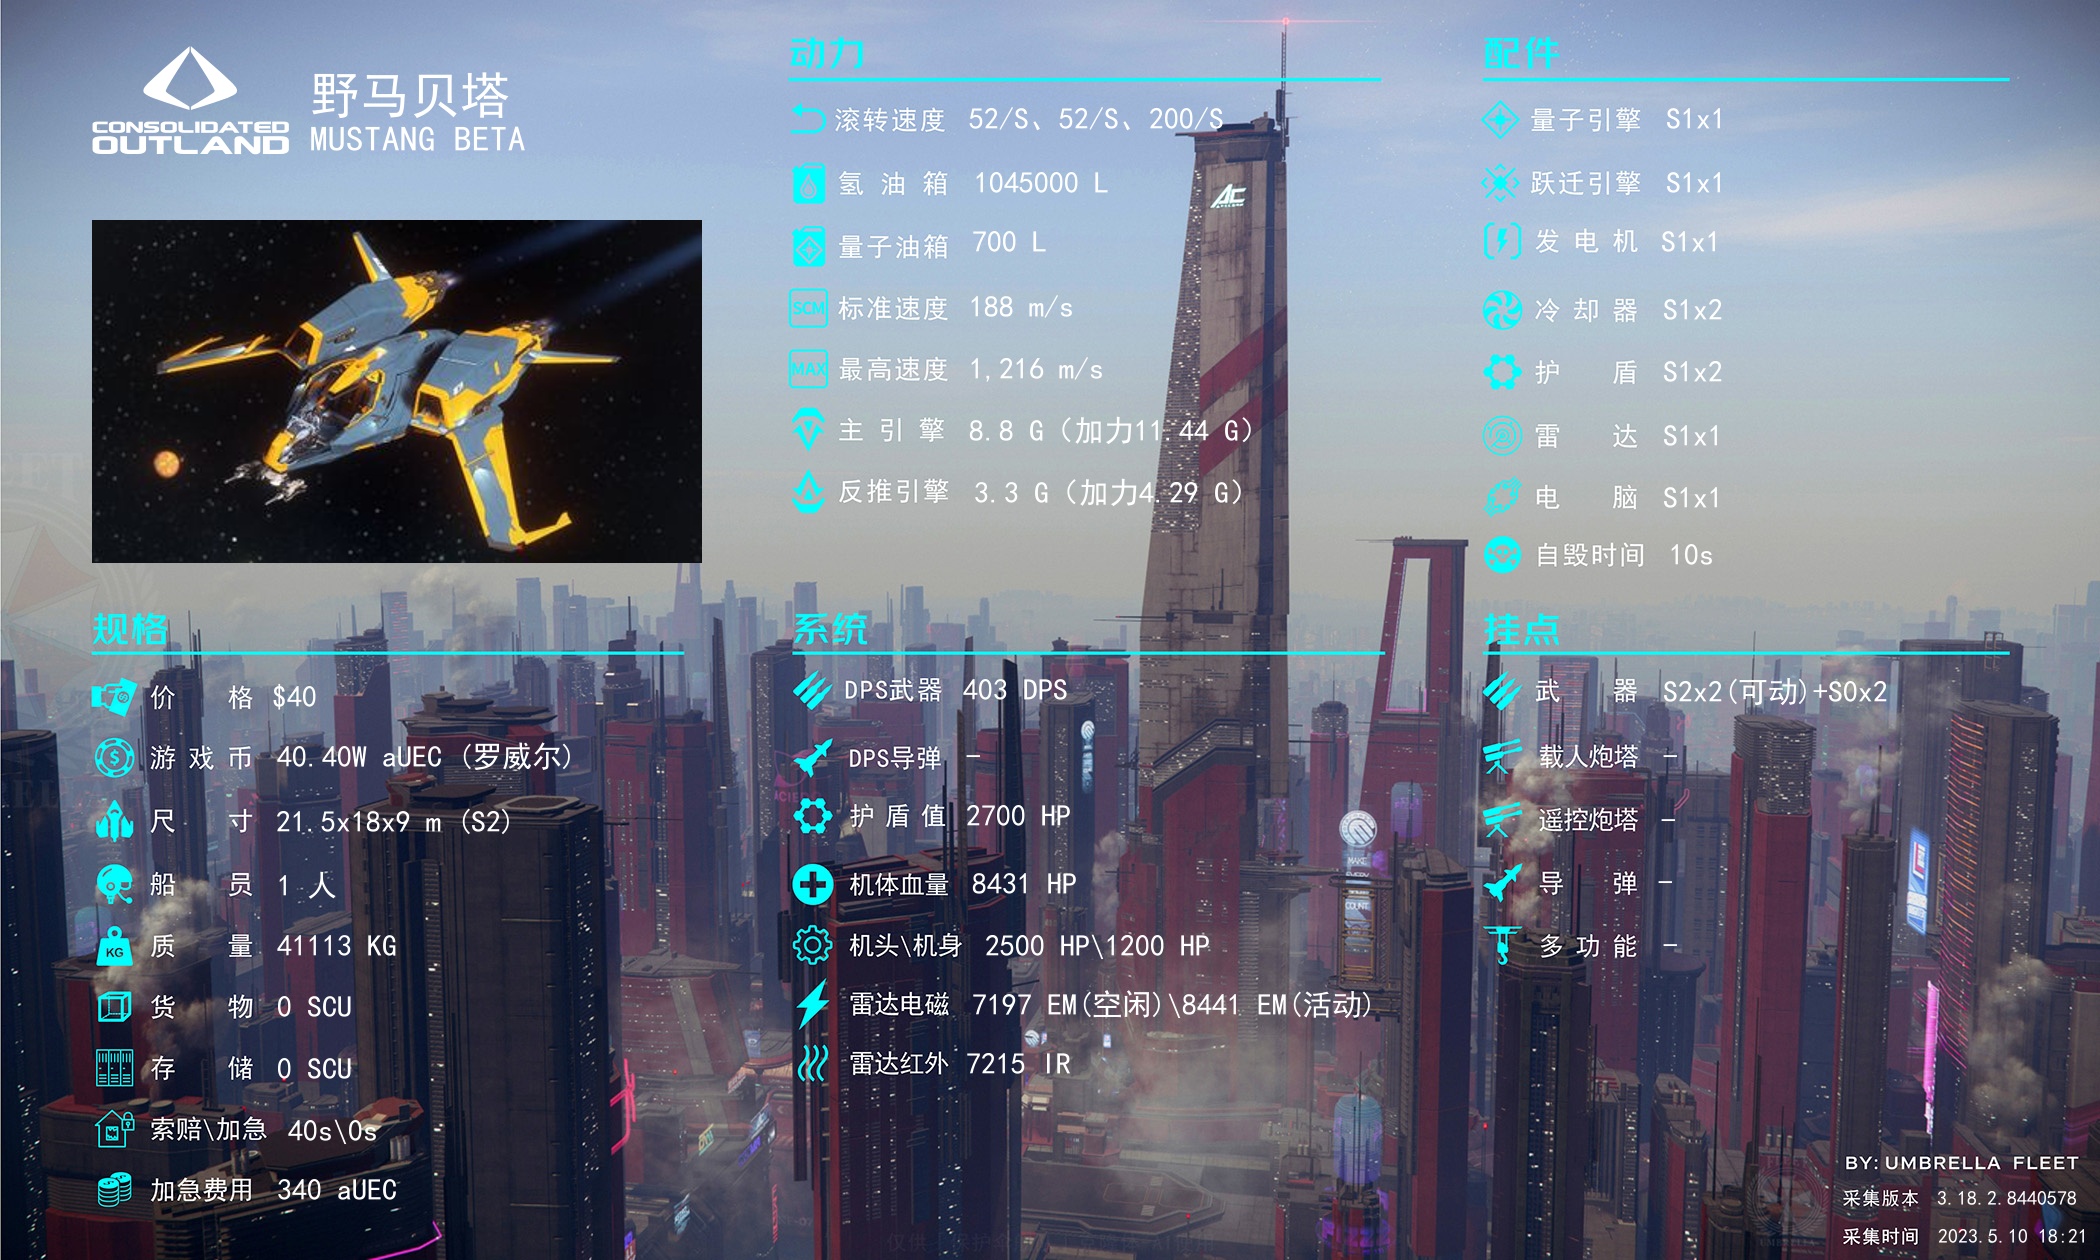 CONSOLIDATED
OUTLAND
野马贝塔
MUSTANG BETA
动力
滚转速度 52/S、52/S、200/S
氢油箱 1045000 L
量子油箱 700 L
SCM 标准速度 188 m/s
MAX 最高速度 1,216 m/s
主引擎 8.8 G（加力11.44 G）
反推引擎 3.3 G（加力4.29 G）
配件
量子引擎 S1x1
跃迁引擎 S1x1
发电机 S1x1
冷却器 S1x2
护盾 S1x2
雷达 S1x1
电脑 S1x1
自毁时间 10s
AC
规格
价格 $40
游戏币 40.40W aUEC (罗威尔)
尺寸 21.5x18x9 m (S2)
船员 1 人
KG 质量 41113 KG
货物 0 SCU
存储 0 SCU
索赔\加急 40s\0s
加急费用 340 aUEC
系统
DPS武器 403 DPS
DPS导弹 —
护盾值 2700 HP
机体血量 8431 HP
机头\机身 2500 HP\1200 HP
雷达电磁 7197 EM(空闲)\8441 EM(活动)
雷达红外 7215 IR
挂点
武器 S2x2(可动)+S0x2
载人炮塔 —
遥控炮塔 —
导弹 —
多功能 —
MAKE
EVERY
COUNT
BY: UMBRELLA FLEET
采集版本 3.18.2.8440578
采集时间 2023.5.10 18:21